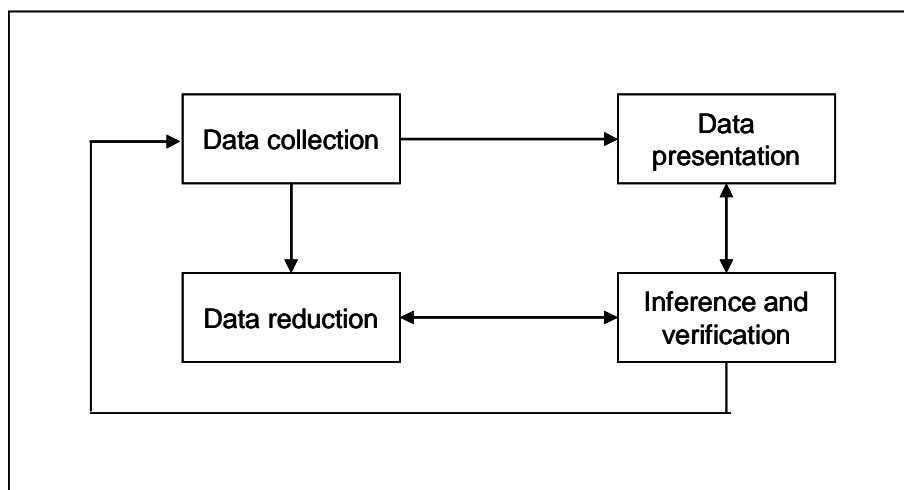 Data collection
Data
presentation
Data reduction
Inference and
verification